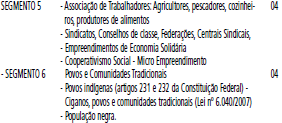 SEGMENTO 5 - Associação de Trabalhadores: Agricultores, pescadores, cozinhei- 04
ros, produtores de alimentos
- Sindicatos, Conselhos de classe, Federações, Centrais Sindicais,
- Empreendimentos de Economia Solidária
- Cooperativismo Social - Micro Empreendimento
- SEGMENTO 6 Povos e Comunidades Tradicionais 04
- Povos indígenas (artigos 231 e 232 da Constituição Federal) -
Ciganos, povos e comunidades tradicionais (Lei nº 6.040/2007)
- População negra.